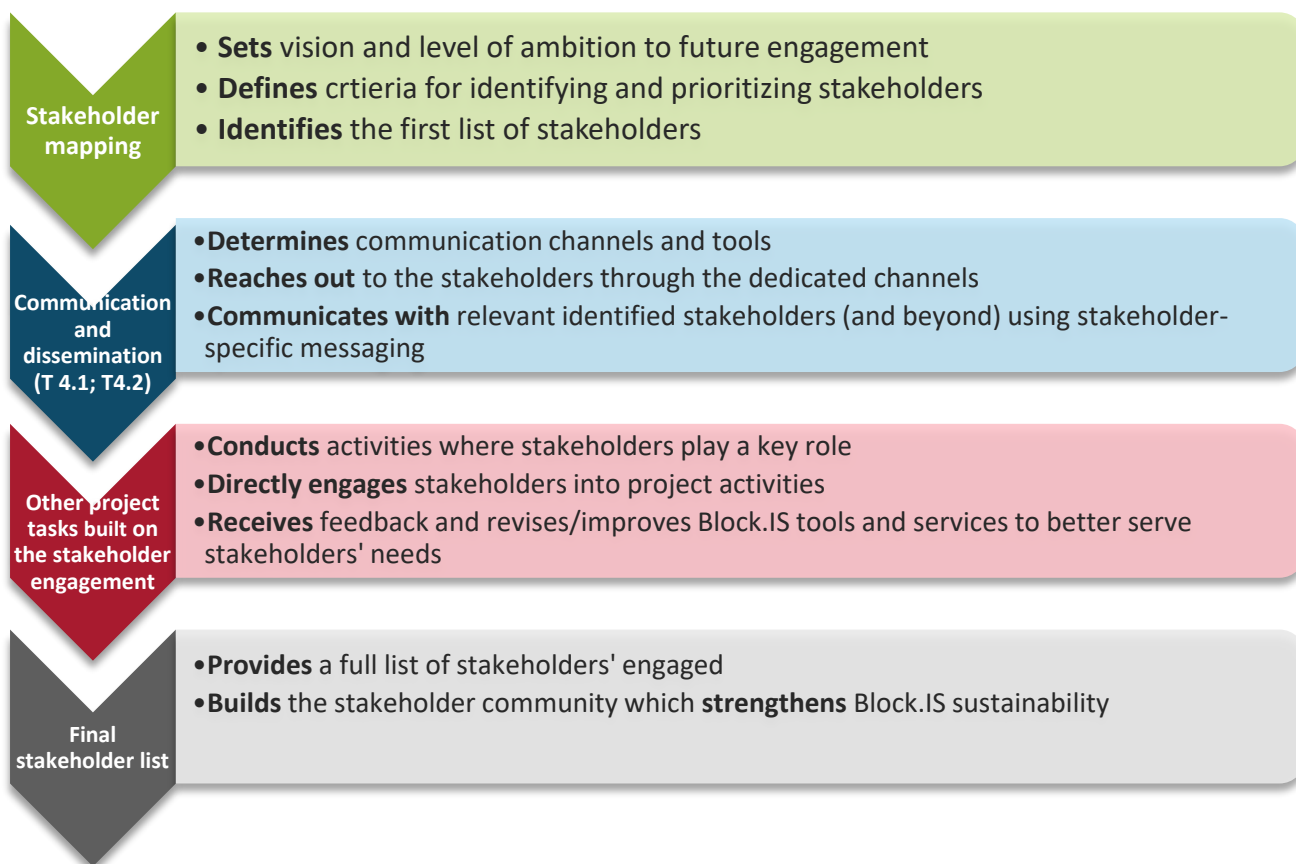 Stakeholder
mapping
• Sets vision and level of ambition to future engagement
• Defines crtieria for identifying and prioritizing stakeholders
• Identifies the first list of stakeholders
Communication
and
dissemination
(T 4.1; T4.2)
•Determines communication channels and tools
•Reaches out to the stakeholders through the dedicated channels
•Communicates with relevant identified stakeholders (and beyond) using stakeholder-
specific messaging
Other project
tasks built on
the stakeholder
engagement
•Conducts activities where stakeholders play a key role
•Directly engages stakeholders into project activities
•Receives feedback and revises/improves Block.IS tools and services to better serve
stakeholders' needs
Final
stakeholder list
•Provides a full list of stakeholders' engaged
•Builds the stakeholder community which strengthens Block.IS sustainability